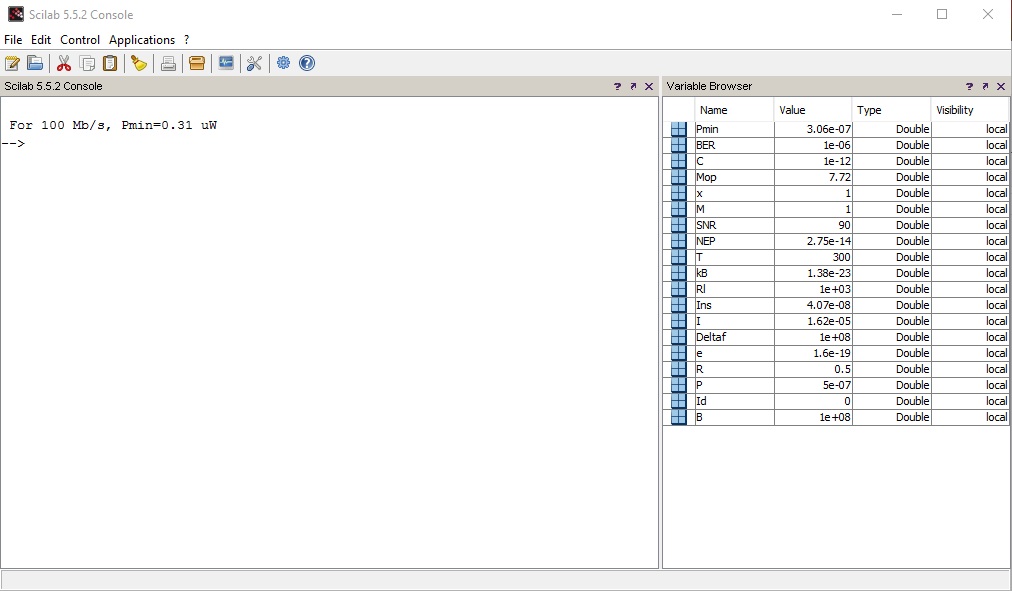 Scilab 5.5.2 Console
File Edit Control Applications ?
Scilab 5.5.2 Console
For 100 Mb/s, Pmin=0.31 uW
-->
Variable Browser
Name Value Type Visibility
Pmin 3.06e-07 Double local
BER 1e-06 Double local
C 1e-12 Double local
Mop 7.72 Double local
x 1 Double local
M 1 Double local
SNR 90 Double local
NEP 2.75e-14 Double local
T 300 Double local
kB 1.38e-23 Double local
Rl 1e+03 Double local
Ins 4.07e-08 Double local
I 1.62e-05 Double local
Deltaf 1e+08 Double local
e 1.6e-19 Double local
R 0.5 Double local
P 5e-07 Double local
Id 0 Double local
B 1e+08 Double local